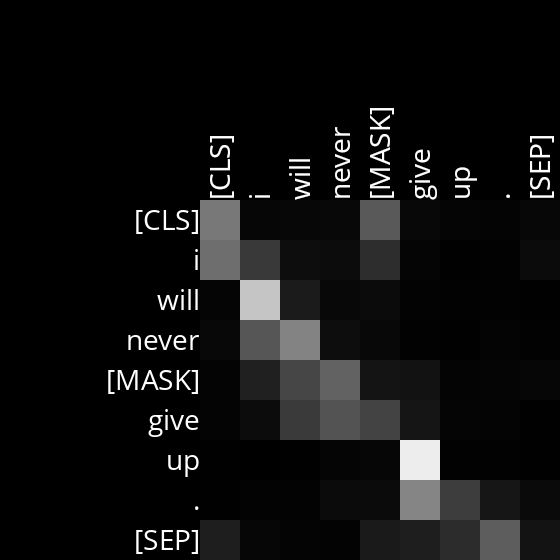 [CLS] i will never [MASK] give up . [SEP]
[CLS]
i
will
never
[MASK]
give
up
.
[SEP]